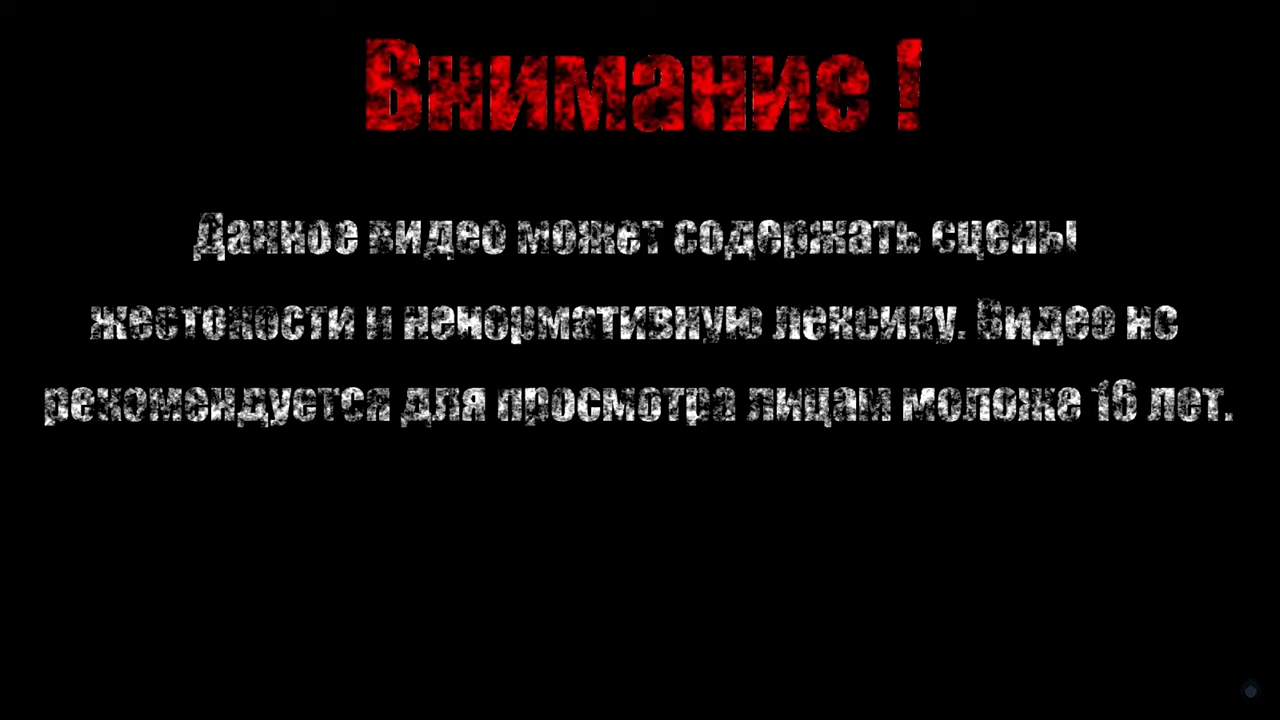 Внимание !
Данное видео может содержать сцены
жестокости и ненормативную лексику. Видео не
рекомендуется для просмотра лицам моложе 16 лет.